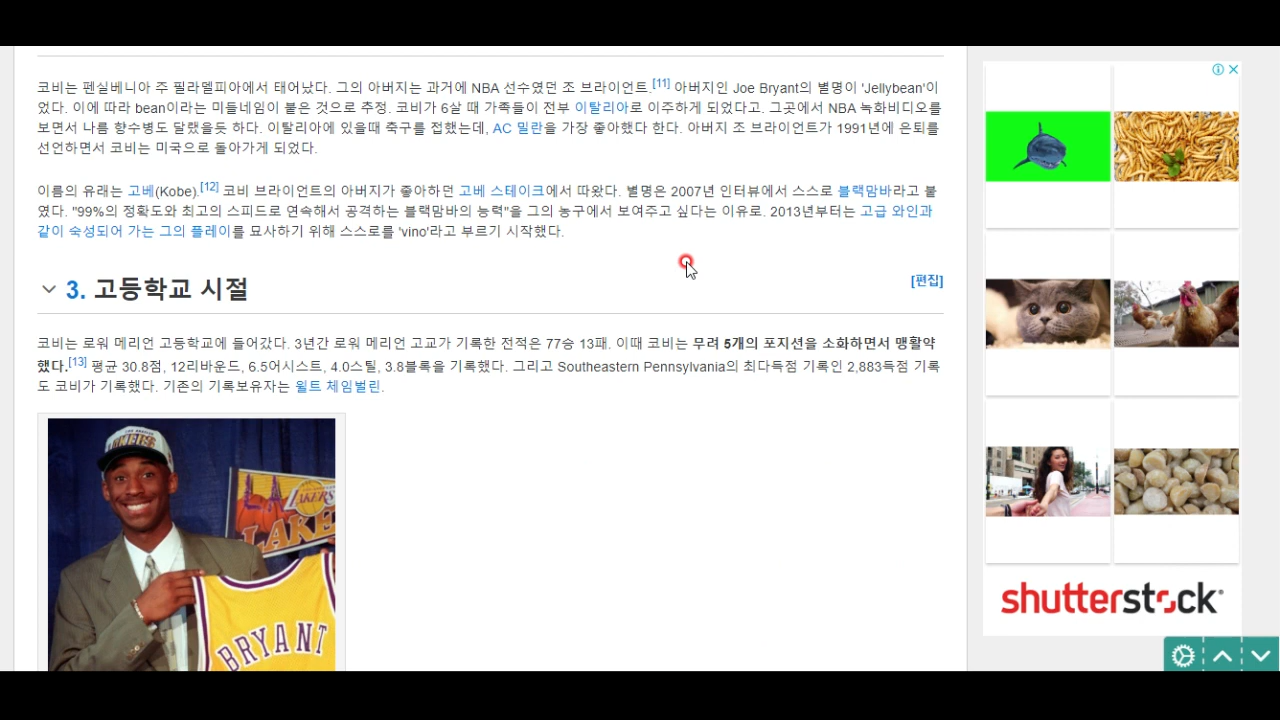 코비는 펜실베니아 주 필라델피아에서 태어났다. 그의 아버지는 과거에 NBA 선수였던 조 브라이언트.[11] 아버지인 Joe Bryant의 별명이 'Jellybean'이
었다. 이에 따라 bean이라는 미들네임이 붙은 것으로 추정. 코비가 6살 때 가족들이 전부 이탈리아로 이주하게 되었다고. 그곳에서 NBA 녹화비디오를
보면서 나름 향수병도 달랬을듯 하다. 이탈리아에 있을때 축구를 접했는데, AC 밀란을 가장 좋아했다 한다. 아버지 조 브라이언트가 1991년에 은퇴를
선언하면서 코비는 미국으로 돌아가게 되었다.
이름의 유래는 고베(Kobe).[12] 코비 브라이언트의 아버지가 좋아하던 고베 스테이크에서 따왔다. 별명은 2007년 인터뷰에서 스스로 블랙맘바라고 붙
였다. "99%의 정확도와 최고의 스피드로 연속해서 공격하는 블랙맘바의 능력"을 그의 농구에서 보여주고 싶다는 이유로. 2013년부터는 고급 와인과
같이 숙성되어 가는 그의 플레이를 묘사하기 위해 스스로를 'vino'라고 부르기 시작했다.
3. 고등학교 시절
[편집]
코비는 로워 메리언 고등학교에 들어갔다. 3년간 로워 메리언 고교가 기록한 전적은 77승 13패. 이때 코비는 무려 5개의 포지션을 소화하면서 맹활약
했다.[13] 평균 30.8점, 12리바운드, 6.5어시스트, 4.0스틸, 3.8블록을 기록했다. 그리고 Southeastern Pennsylvania의 최다득점 기록인 2,883득점 기록
도 코비가 기록했다. 기존의 기록보유자는 윌트 체임벌린.
LAKERS
LAKE
BRYANT
shutterstock